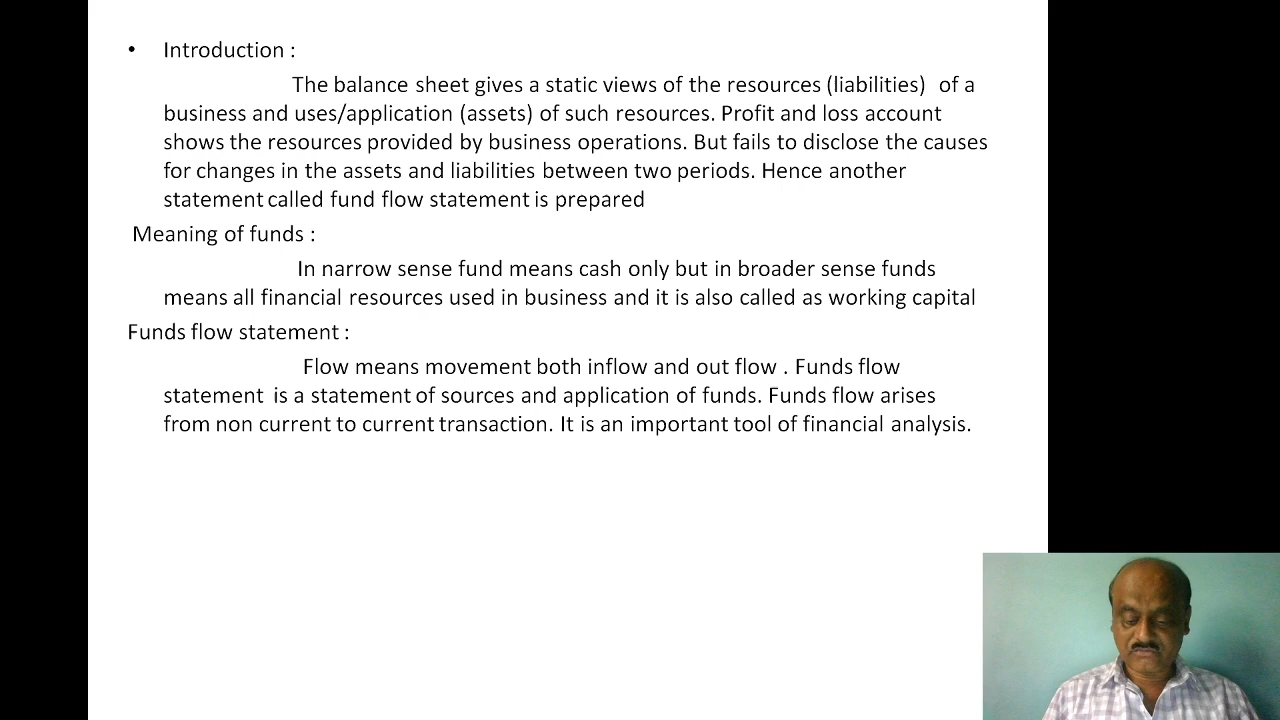 • Introduction :
The balance sheet gives a static views of the resources (liabilities) of a
business and uses/application (assets) of such resources. Profit and loss account
shows the resources provided by business operations. But fails to disclose the causes
for changes in the assets and liabilities between two periods. Hence another
statement called fund flow statement is prepared
Meaning of funds :
In narrow sense fund means cash only but in broader sense funds
means all financial resources used in business and it is also called as working capital
Funds flow statement :
Flow means movement both inflow and out flow . Funds flow
statement is a statement of sources and application of funds. Funds flow arises
from non current to current transaction. It is an important tool of financial analysis.